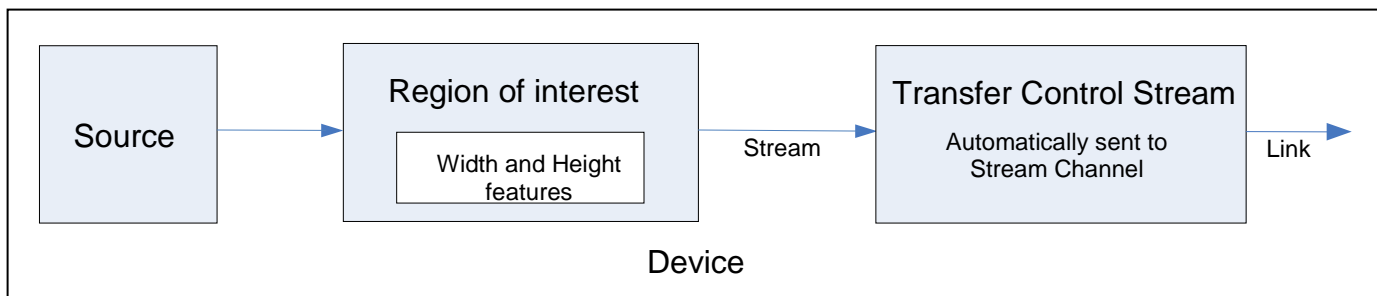 Source
Region of interest
Width and Height
features
Stream
Transfer Control Stream
Automatically sent to
Stream Channel
Link
Device